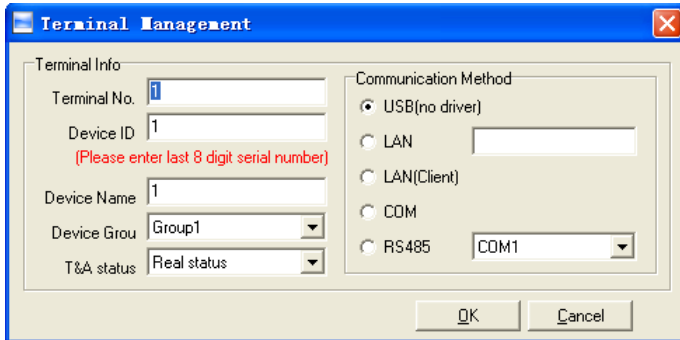 Terminal Management
Terminal Info
Terminal No. 1
Device ID 1
(Please enter last 8 digit serial number)
Device Name 1
Device Grou Group1
T&A status Real status
Communication Method
USB(no driver)
LAN
LAN(Client)
COM
RS485 COM1
OK Cancel